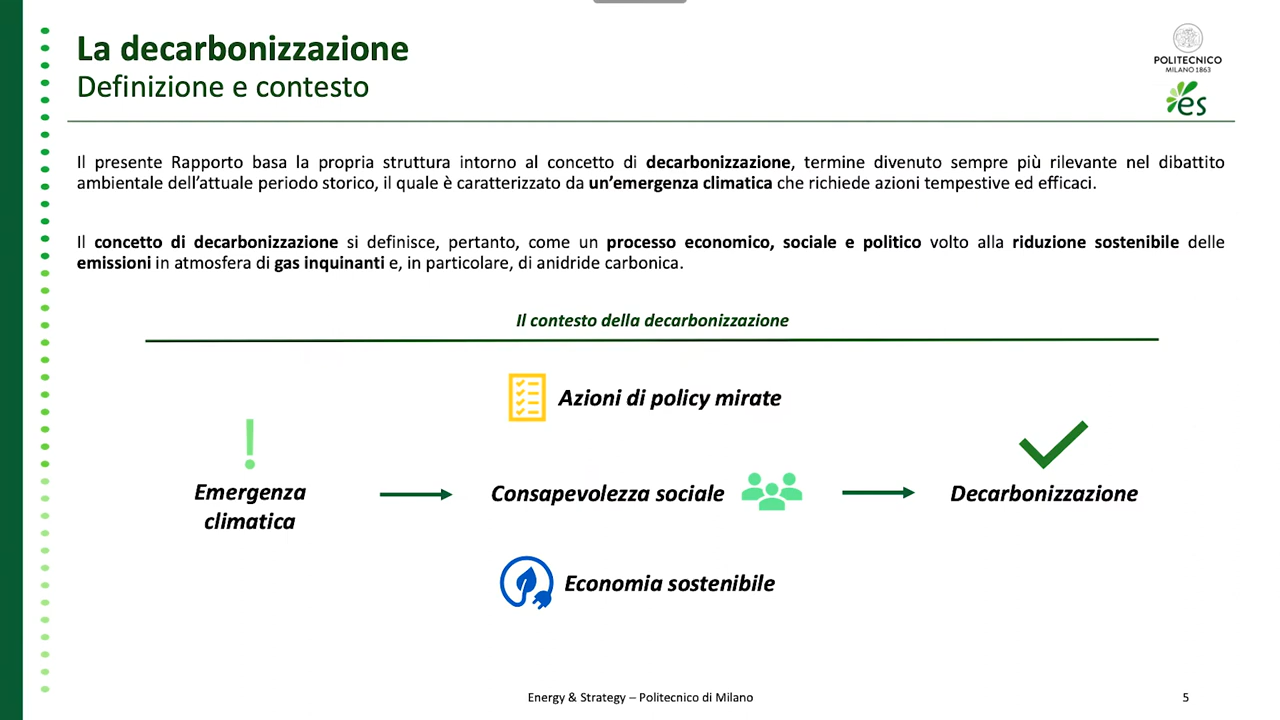 La decarbonizzazione
Definizione e contesto
POLITECNICO
MILANO 1863
es
Il presente Rapporto basa la propria struttura intorno al concetto di decarbonizzazione, termine divenuto sempre più rilevante nel dibattito
ambientale dell’attuale periodo storico, il quale è caratterizzato da un’emergenza climatica che richiede azioni tempestive ed efficaci.
Il concetto di decarbonizzazione si definisce, pertanto, come un processo economico, sociale e politico volto alla riduzione sostenibile delle
emissioni in atmosfera di gas inquinanti e, in particolare, di anidride carbonica.
Il contesto della decarbonizzazione
Azioni di policy mirate
Emergenza
climatica
Consapevolezza sociale
Decarbonizzazione
Economia sostenibile
Energy & Strategy – Politecnico di Milano
5